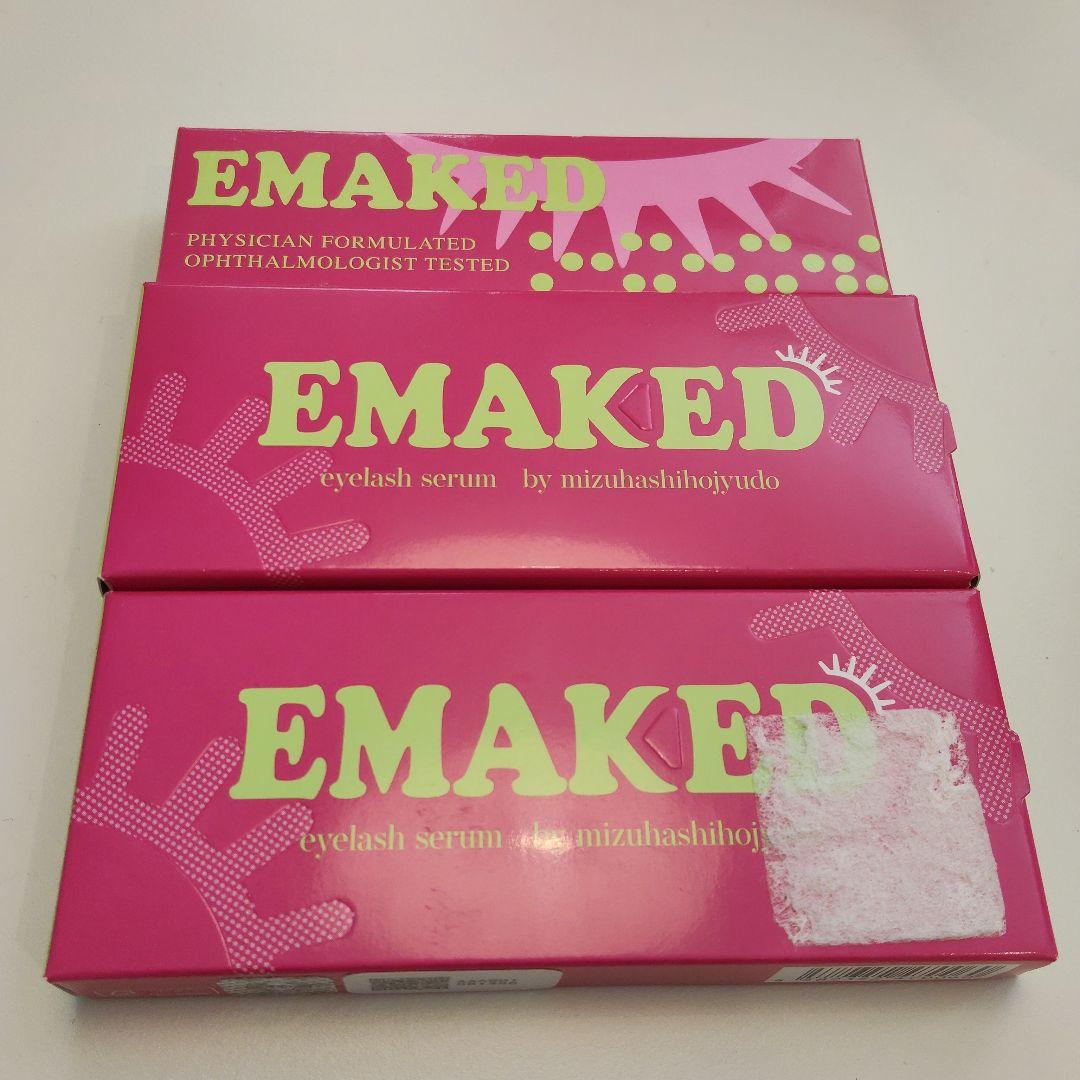 EMAKED
PHYSICIAN FORMULATED
OPHTHALMOLOGIST TESTED
EMAKED
eyelash serum by mizuhashihojyudo
EMAKED
eyelash serum by mizuhashihoj